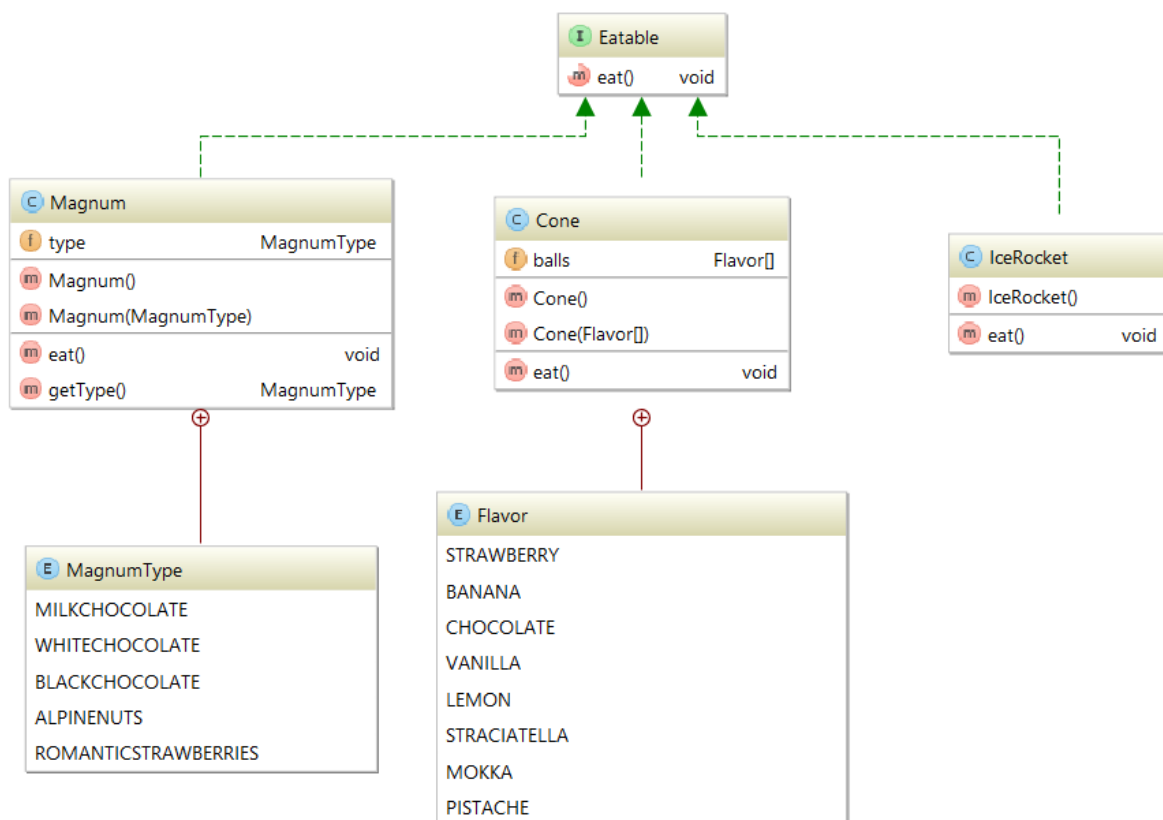 I Eatable
m eat() void
C Magnum
f type MagnumType
m Magnum()
m Magnum(MagnumType)
m eat() void
m getType() MagnumType
C Cone
f balls Flavor[]
m Cone()
m Cone(Flavor[])
m eat() void
C IceRocket
m IceRocket()
m eat() void
E MagnumType
MILKCHOCOLATE
WHITECHOCOLATE
BLACKCHOCOLATE
ALPINENUTS
ROMANTICSTRAWBERRIES
E Flavor
STRAWBERRY
BANANA
CHOCOLATE
VANILLA
LEMON
STRACIATELLA
MOKKA
PISTACHE